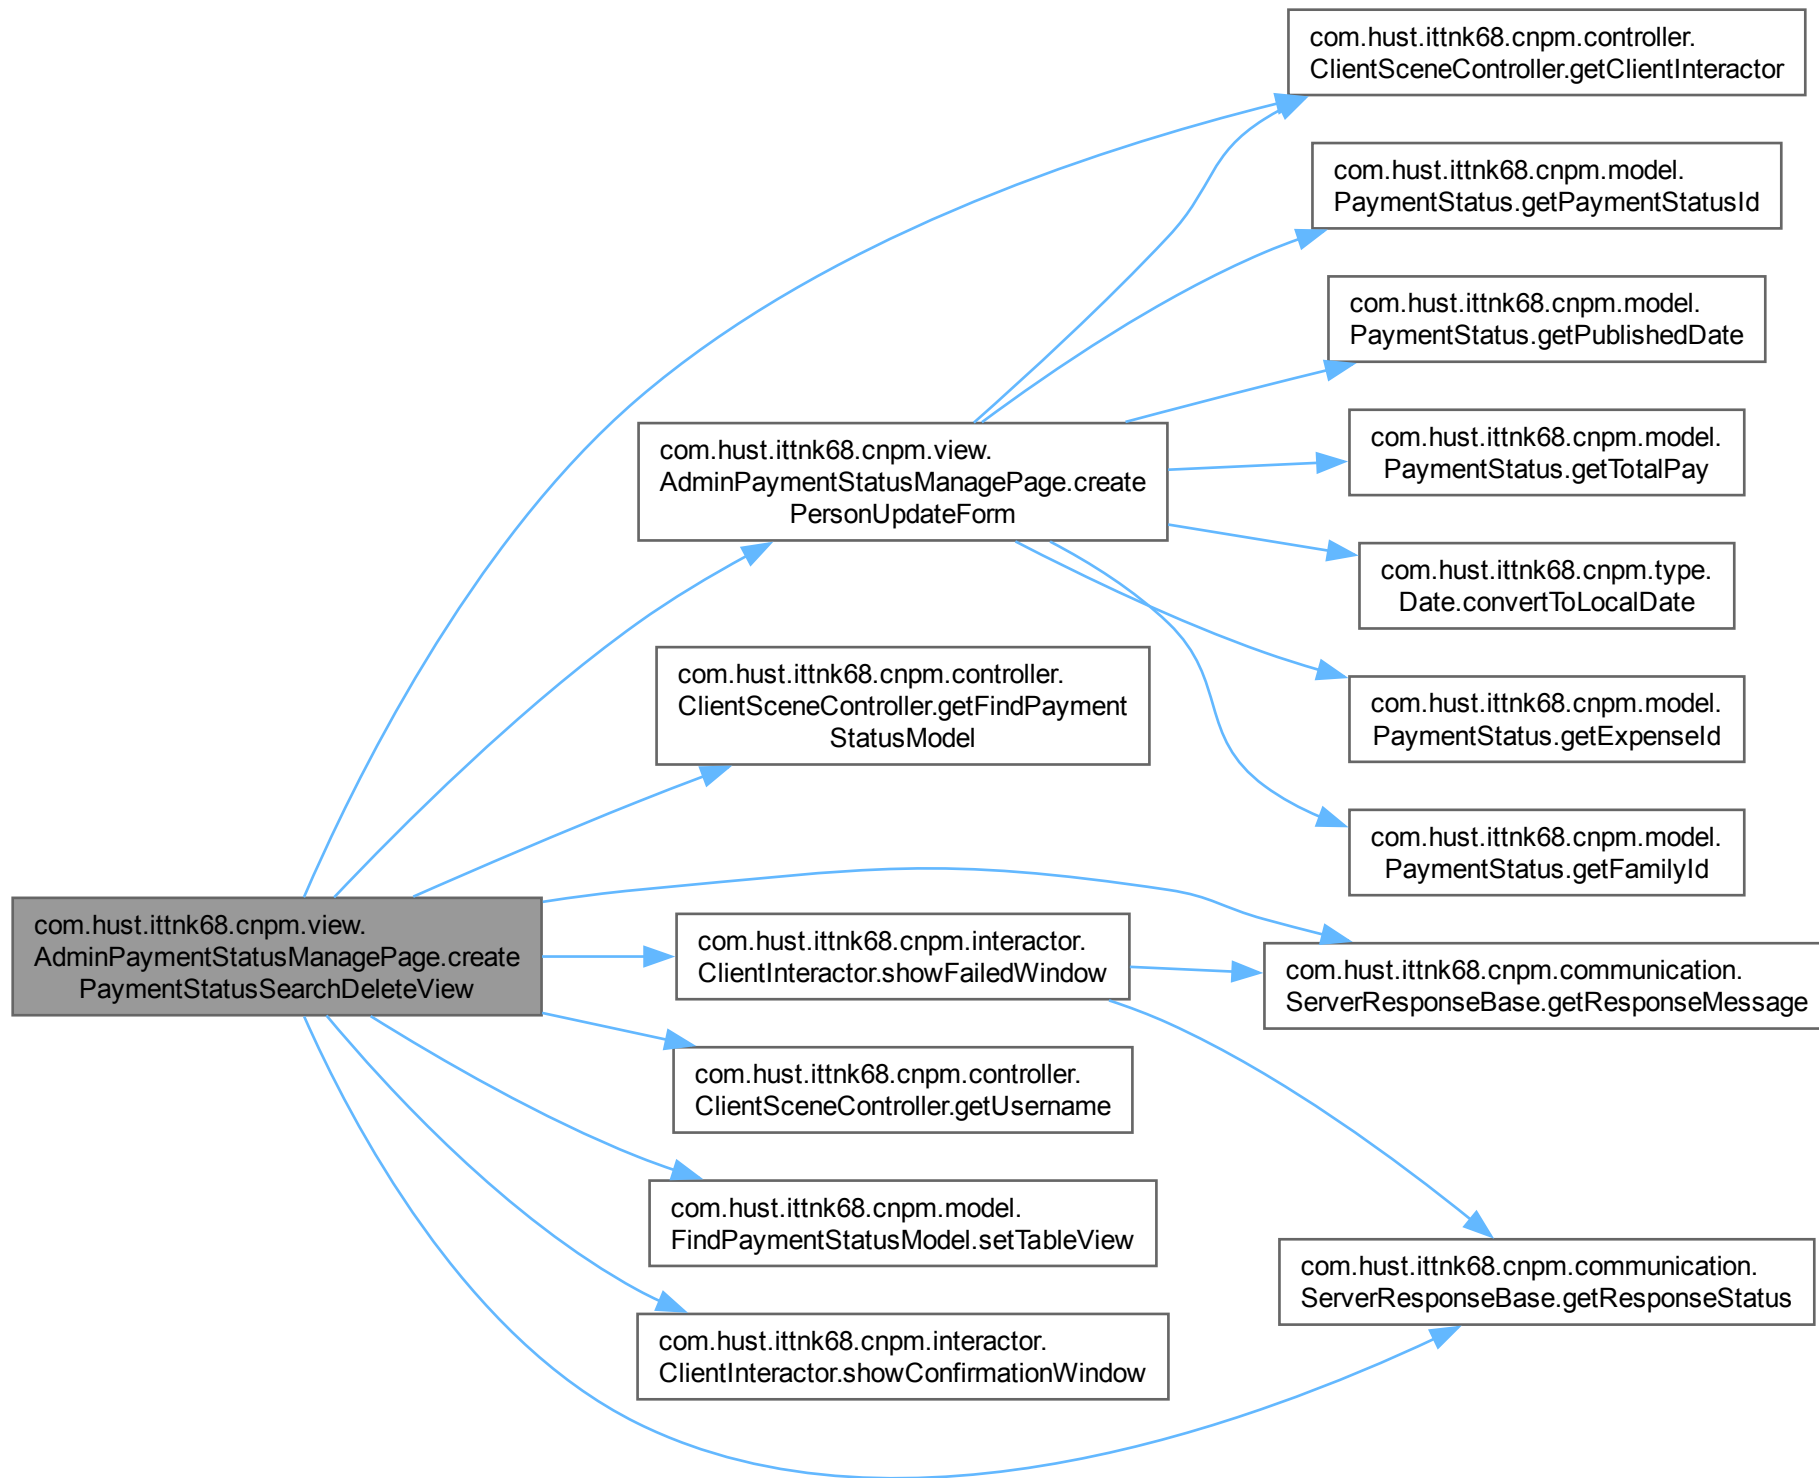 com.hust.ittnk68.cnpm.controller.
ClientSceneController.getClientInteractor
com.hust.ittnk68.cnpm.model.
PaymentStatus.getPaymentStatusId
com.hust.ittnk68.cnpm.model.
PaymentStatus.getPublishedDate
com.hust.ittnk68.cnpm.view.
AdminPaymentStatusManagePage.create
PersonUpdateForm
com.hust.ittnk68.cnpm.model.
PaymentStatus.getTotalPay
com.hust.ittnk68.cnpm.type.
Date.convertToLocalDate
com.hust.ittnk68.cnpm.controller.
ClientSceneController.getFindPayment
StatusModel
com.hust.ittnk68.cnpm.model.
PaymentStatus.getExpenseId
com.hust.ittnk68.cnpm.model.
PaymentStatus.getFamilyId
com.hust.ittnk68.cnpm.view.
AdminPaymentStatusManagePage.create
PaymentStatusSearchDeleteView
com.hust.ittnk68.cnpm.interactor.
ClientInteractor.showFailedWindow
com.hust.ittnk68.cnpm.communication.
ServerResponseBase.getResponseMessage
com.hust.ittnk68.cnpm.controller.
ClientSceneController.getUsername
com.hust.ittnk68.cnpm.model.
FindPaymentStatusModel.setTableView
com.hust.ittnk68.cnpm.communication.
ServerResponseBase.getResponseStatus
com.hust.ittnk68.cnpm.interactor.
ClientInteractor.showConfirmationWindow